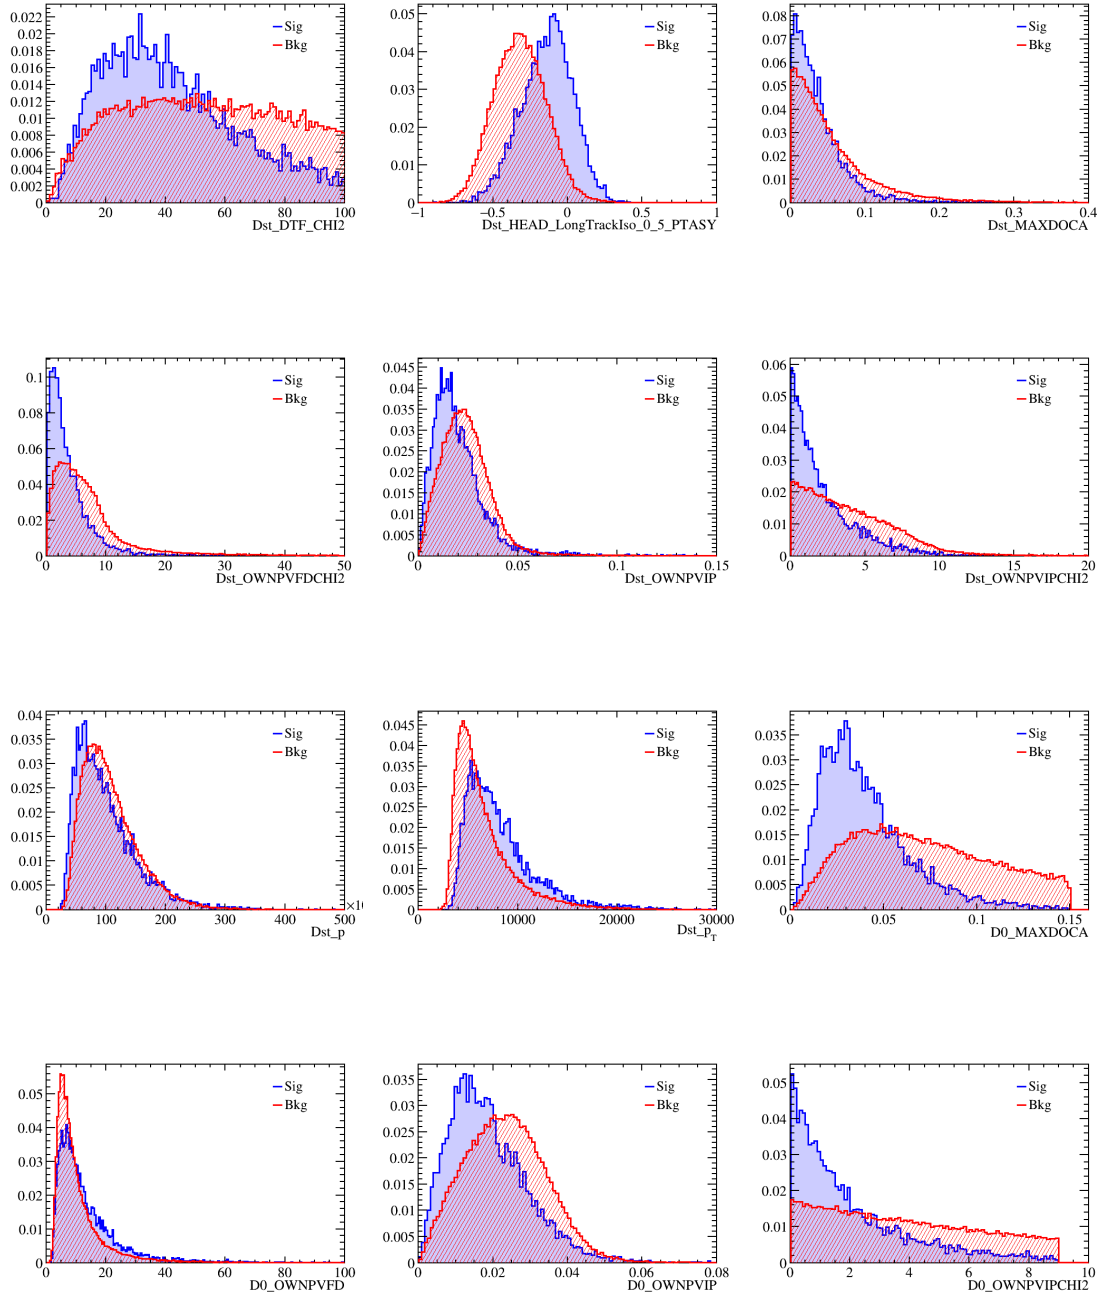 0.022
0.02
0.018
0.016
0.014
0.012
0.01
0.008
0.006
0.004
0.002
0
0 20 40 60 80 100
Sig
Bkg
Dst_DTF_CHI2
0.05
0.04
0.03
0.02
0.01
0
−1 −0.5 0 0.5 1
Sig
Bkg
Dst_HEAD_LongTrackIso_0_5_PTASY
0.08
0.07
0.06
0.05
0.04
0.03
0.02
0.01
0
0 0.1 0.2 0.3 0.4
Sig
Bkg
Dst_MAXDOCA
0.1
0.08
0.06
0.04
0.02
0
0 10 20 30 40 50
Sig
Bkg
Dst_OWNPVFDCHI2
0.045
0.04
0.035
0.03
0.025
0.02
0.015
0.01
0.005
0
0 0.05 0.1 0.15
Sig
Bkg
Dst_OWNPVIP
0.06
0.05
0.04
0.03
0.02
0.01
0
0 5 10 15 20
Sig
Bkg
Dst_OWNPVIPCHI2
0.04
0.035
0.03
0.025
0.02
0.015
0.01
0.005
0
0 100 200 300 400 500
Sig
Bkg
Dst_p
0.045
0.04
0.035
0.03
0.025
0.02
0.015
0.01
0.005
0
0 10000 20000 30000
Sig
Bkg
Dst_p_T
0.035
0.03
0.025
0.02
0.015
0.01
0.005
0
0 0.05 0.1 0.15
Sig
Bkg
D0_MAXDOCA
0.05
0.04
0.03
0.02
0.01
0
0 20 40 60 80 100
Sig
Bkg
D0_OWNPVFD
0.035
0.03
0.025
0.02
0.015
0.01
0.005
0
0 0.02 0.04 0.06 0.08
Sig
Bkg
D0_OWNPVIP
0.05
0.04
0.03
0.02
0.01
0
0 2 4 6 8 10
Sig
Bkg
D0_OWNPVIPCHI2